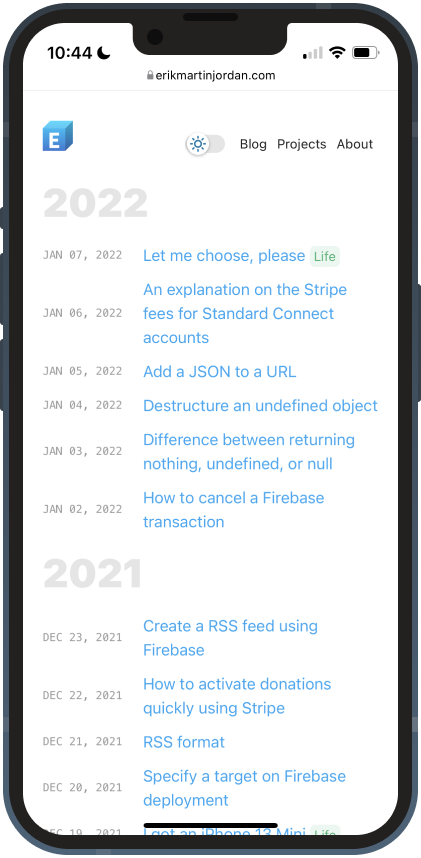 10:44
erikmartinjordan.com
E
Blog Projects About
2022
JAN 07, 2022 Let me choose, please Life
An explanation on the Stripe
JAN 06, 2022 fees for Standard Connect
accounts
JAN 05, 2022 Add a JSON to a URL
JAN 04, 2022 Destructure an undefined object
JAN 03, 2022 Difference between returning
nothing, undefined, or null
JAN 02, 2022 How to cancel a Firebase
transaction
2021
DEC 23, 2021 Create a RSS feed using
Firebase
DEC 22, 2021 How to activate donations
quickly using Stripe
DEC 21, 2021 RSS format
DEC 20, 2021 Specify a target on Firebase
deployment
DEC 19, 2021 I got an iPhone 13 Mini Life